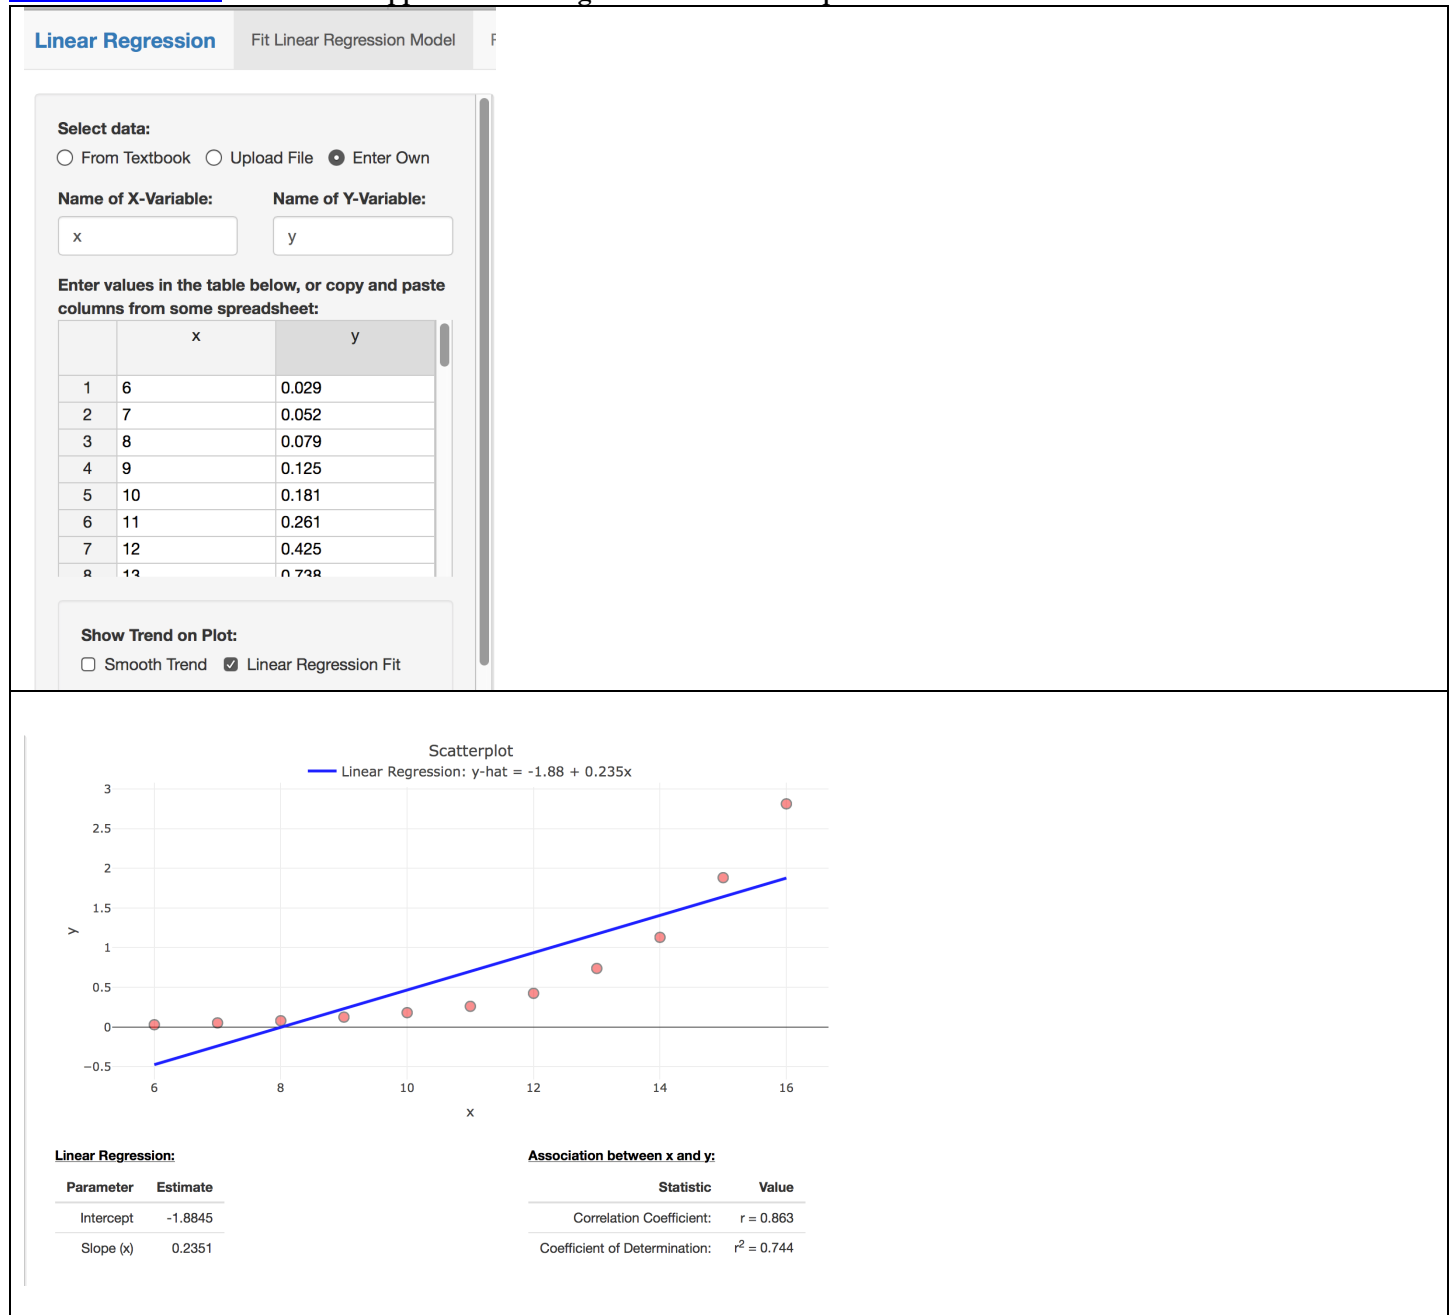 Linear Regression Fit Linear Regression Model
Select data:
From Textbook Upload File Enter Own
Name of X-Variable: Name of Y-Variable:
x y
Enter values in the table below, or copy and paste
columns from some spreadsheet:
x y
1 6 0.029
2 7 0.052
3 8 0.079
4 9 0.125
5 10 0.181
6 11 0.261
7 12 0.425
8 13 0.738
Show Trend on Plot:
Smooth Trend Linear Regression Fit
Scatterplot
Linear Regression: y-hat = -1.88 + 0.235x
3
2.5
2
1.5
y
1
0.5
0
−0.5
6 8 10 12 14 16
x
Linear Regression: Association between x and y:
Parameter Estimate Statistic Value
Intercept -1.8845 Correlation Coefficient: r = 0.863
Slope (x) 0.2351 Coefficient of Determination: r² = 0.744